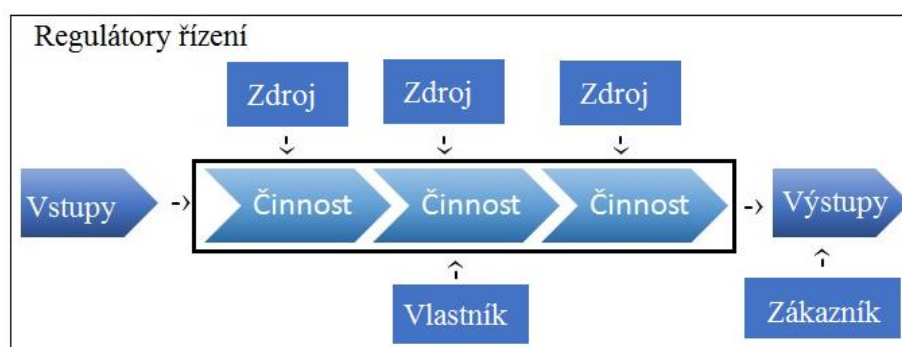 Regulátory řízení
Zdroj
Zdroj
Zdroj
Vstupy
Činnost
Činnost
Činnost
Výstupy
Vlastník
Zákazník